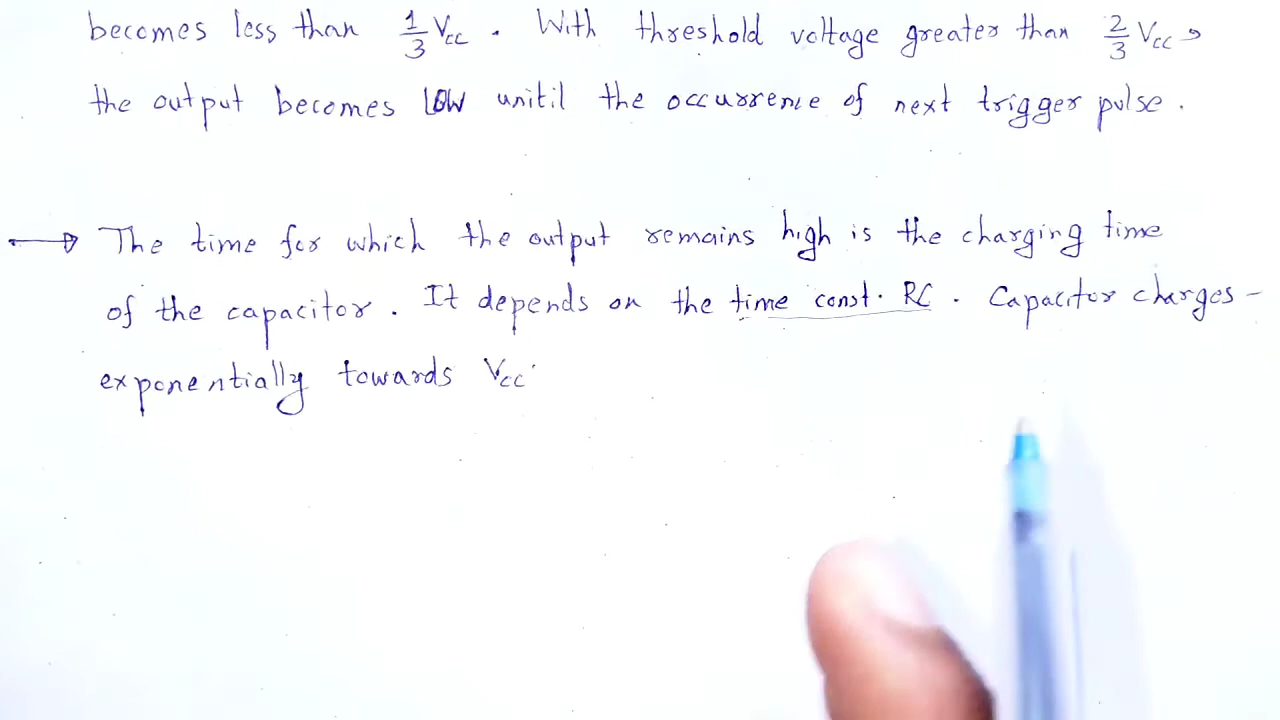 becomes less than 1/3 Vcc . With threshold voltage greater than 2/3 Vcc ,
the output becomes LOW unitil the occurrence of next trigger pulse .
→ The time for which the output remains high is the charging time
of the capacitor . It depends on the time const. RC . Capacitor charges -
exponentially towards Vcc .